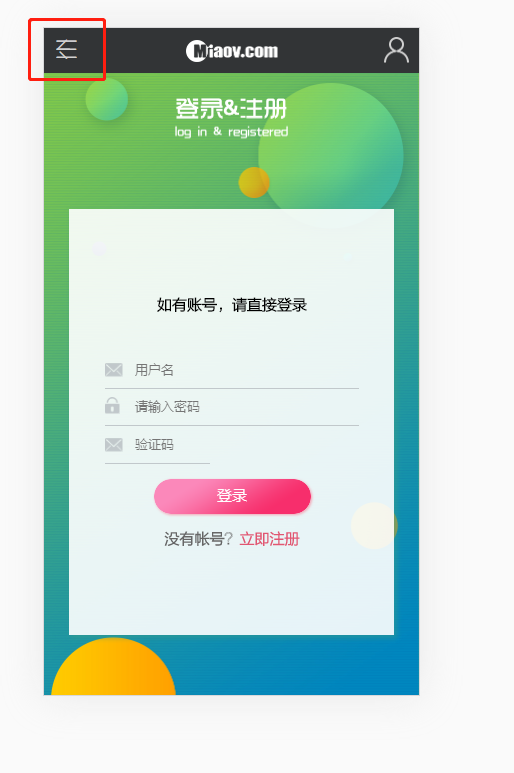 Miaov.com
登录&注册
log in & registered
如有账号，请直接登录
用户名
请输入密码
验证码
登录
没有帐号？立即注册